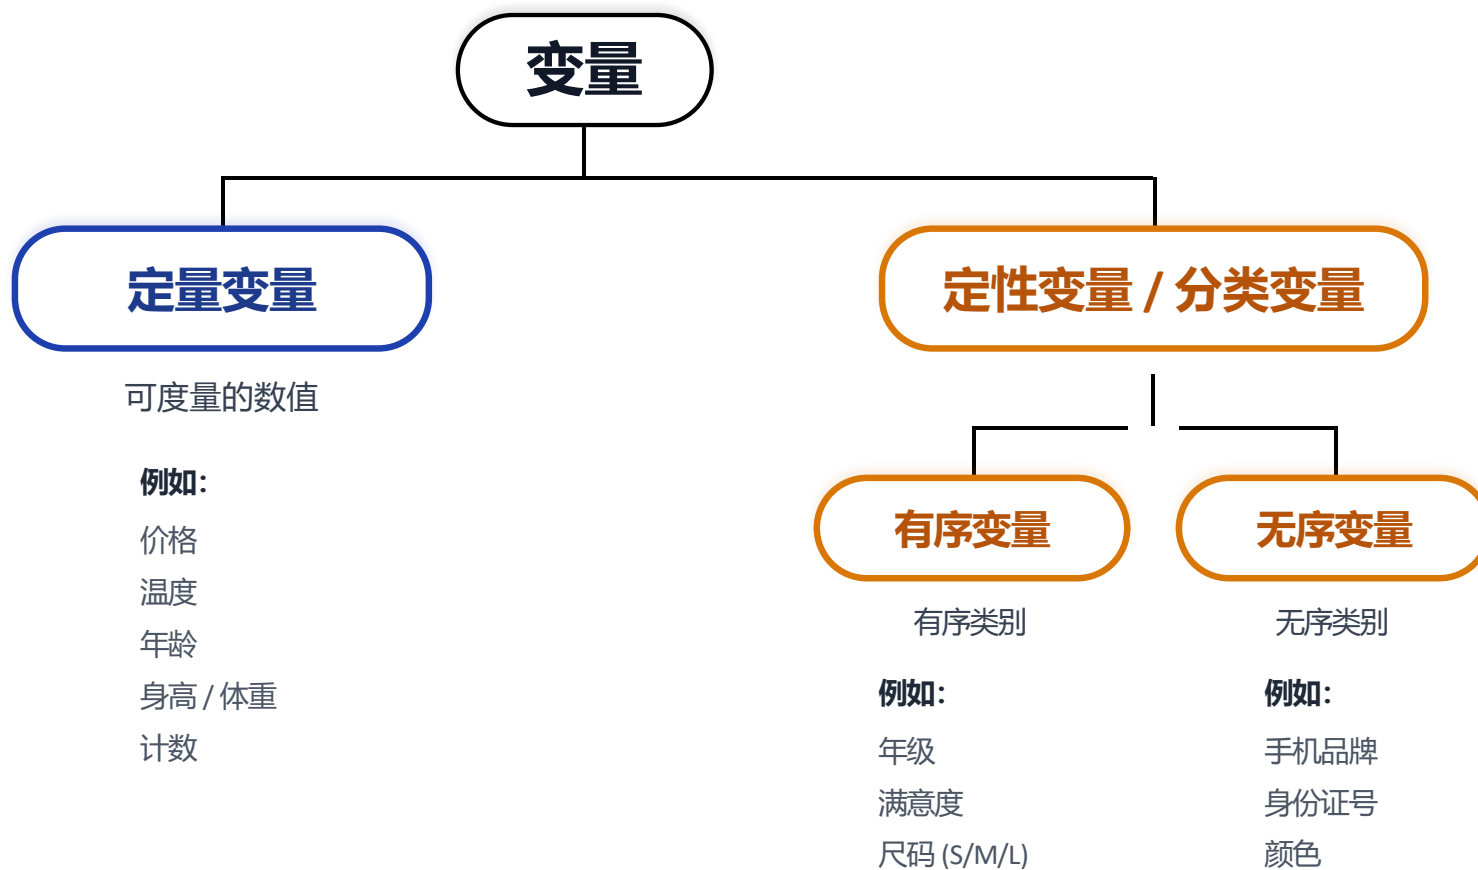 变量
定量变量
定性变量 / 分类变量
可度量的数值
例如：
价格
温度
年龄
身高 / 体重
计数
有序变量
无序变量
有序类别
无序类别
例如：
例如：
年级
手机品牌
满意度
身份证号
尺码 (S/M/L)
颜色